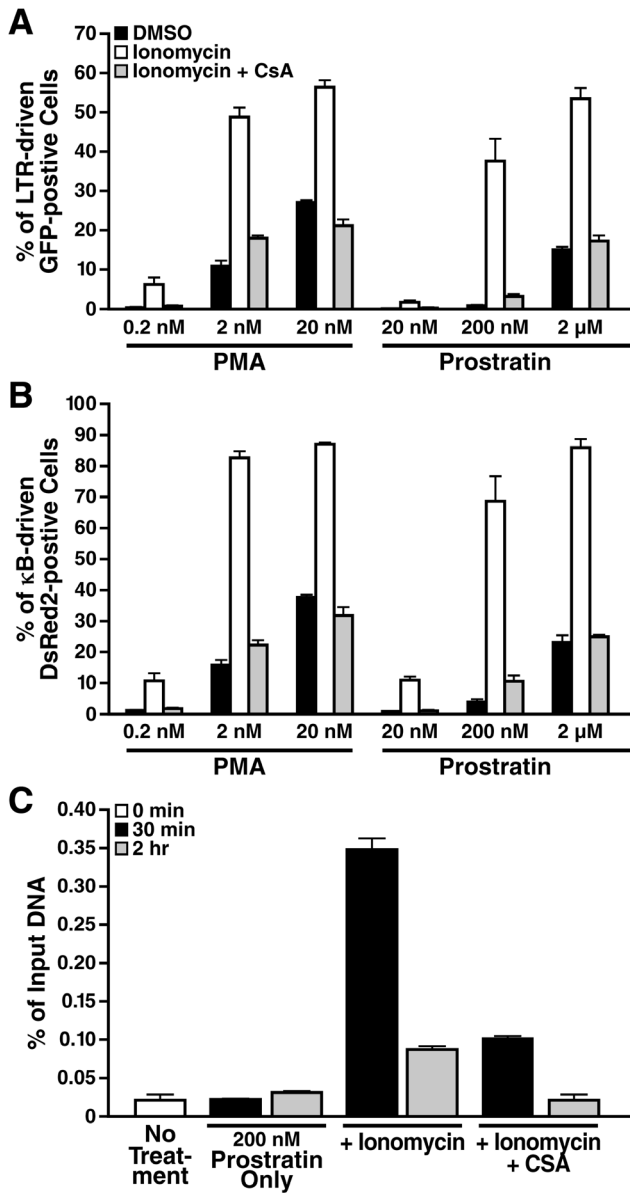 A
DMSO
Ionomycin
Ionomycin + CsA
% of LTR-driven
GFP-postive Cells
70
60
50
40
30
20
10
0
0.2 nM 2 nM 20 nM 20 nM 200 nM 2 µM
PMA Prostratin
B
% of κB-driven
DsRed2-postive Cells
100
90
80
70
60
50
40
30
20
10
0
0.2 nM 2 nM 20 nM 20 nM 200 nM 2 µM
PMA Prostratin
C
0 min
30 min
2 hr
% of Input DNA
0.40
0.35
0.30
0.25
0.20
0.15
0.10
0.05
0
No
Treat-
ment
200 nM
Prostratin
Only
+ Ionomycin
+ Ionomycin
+ CSA